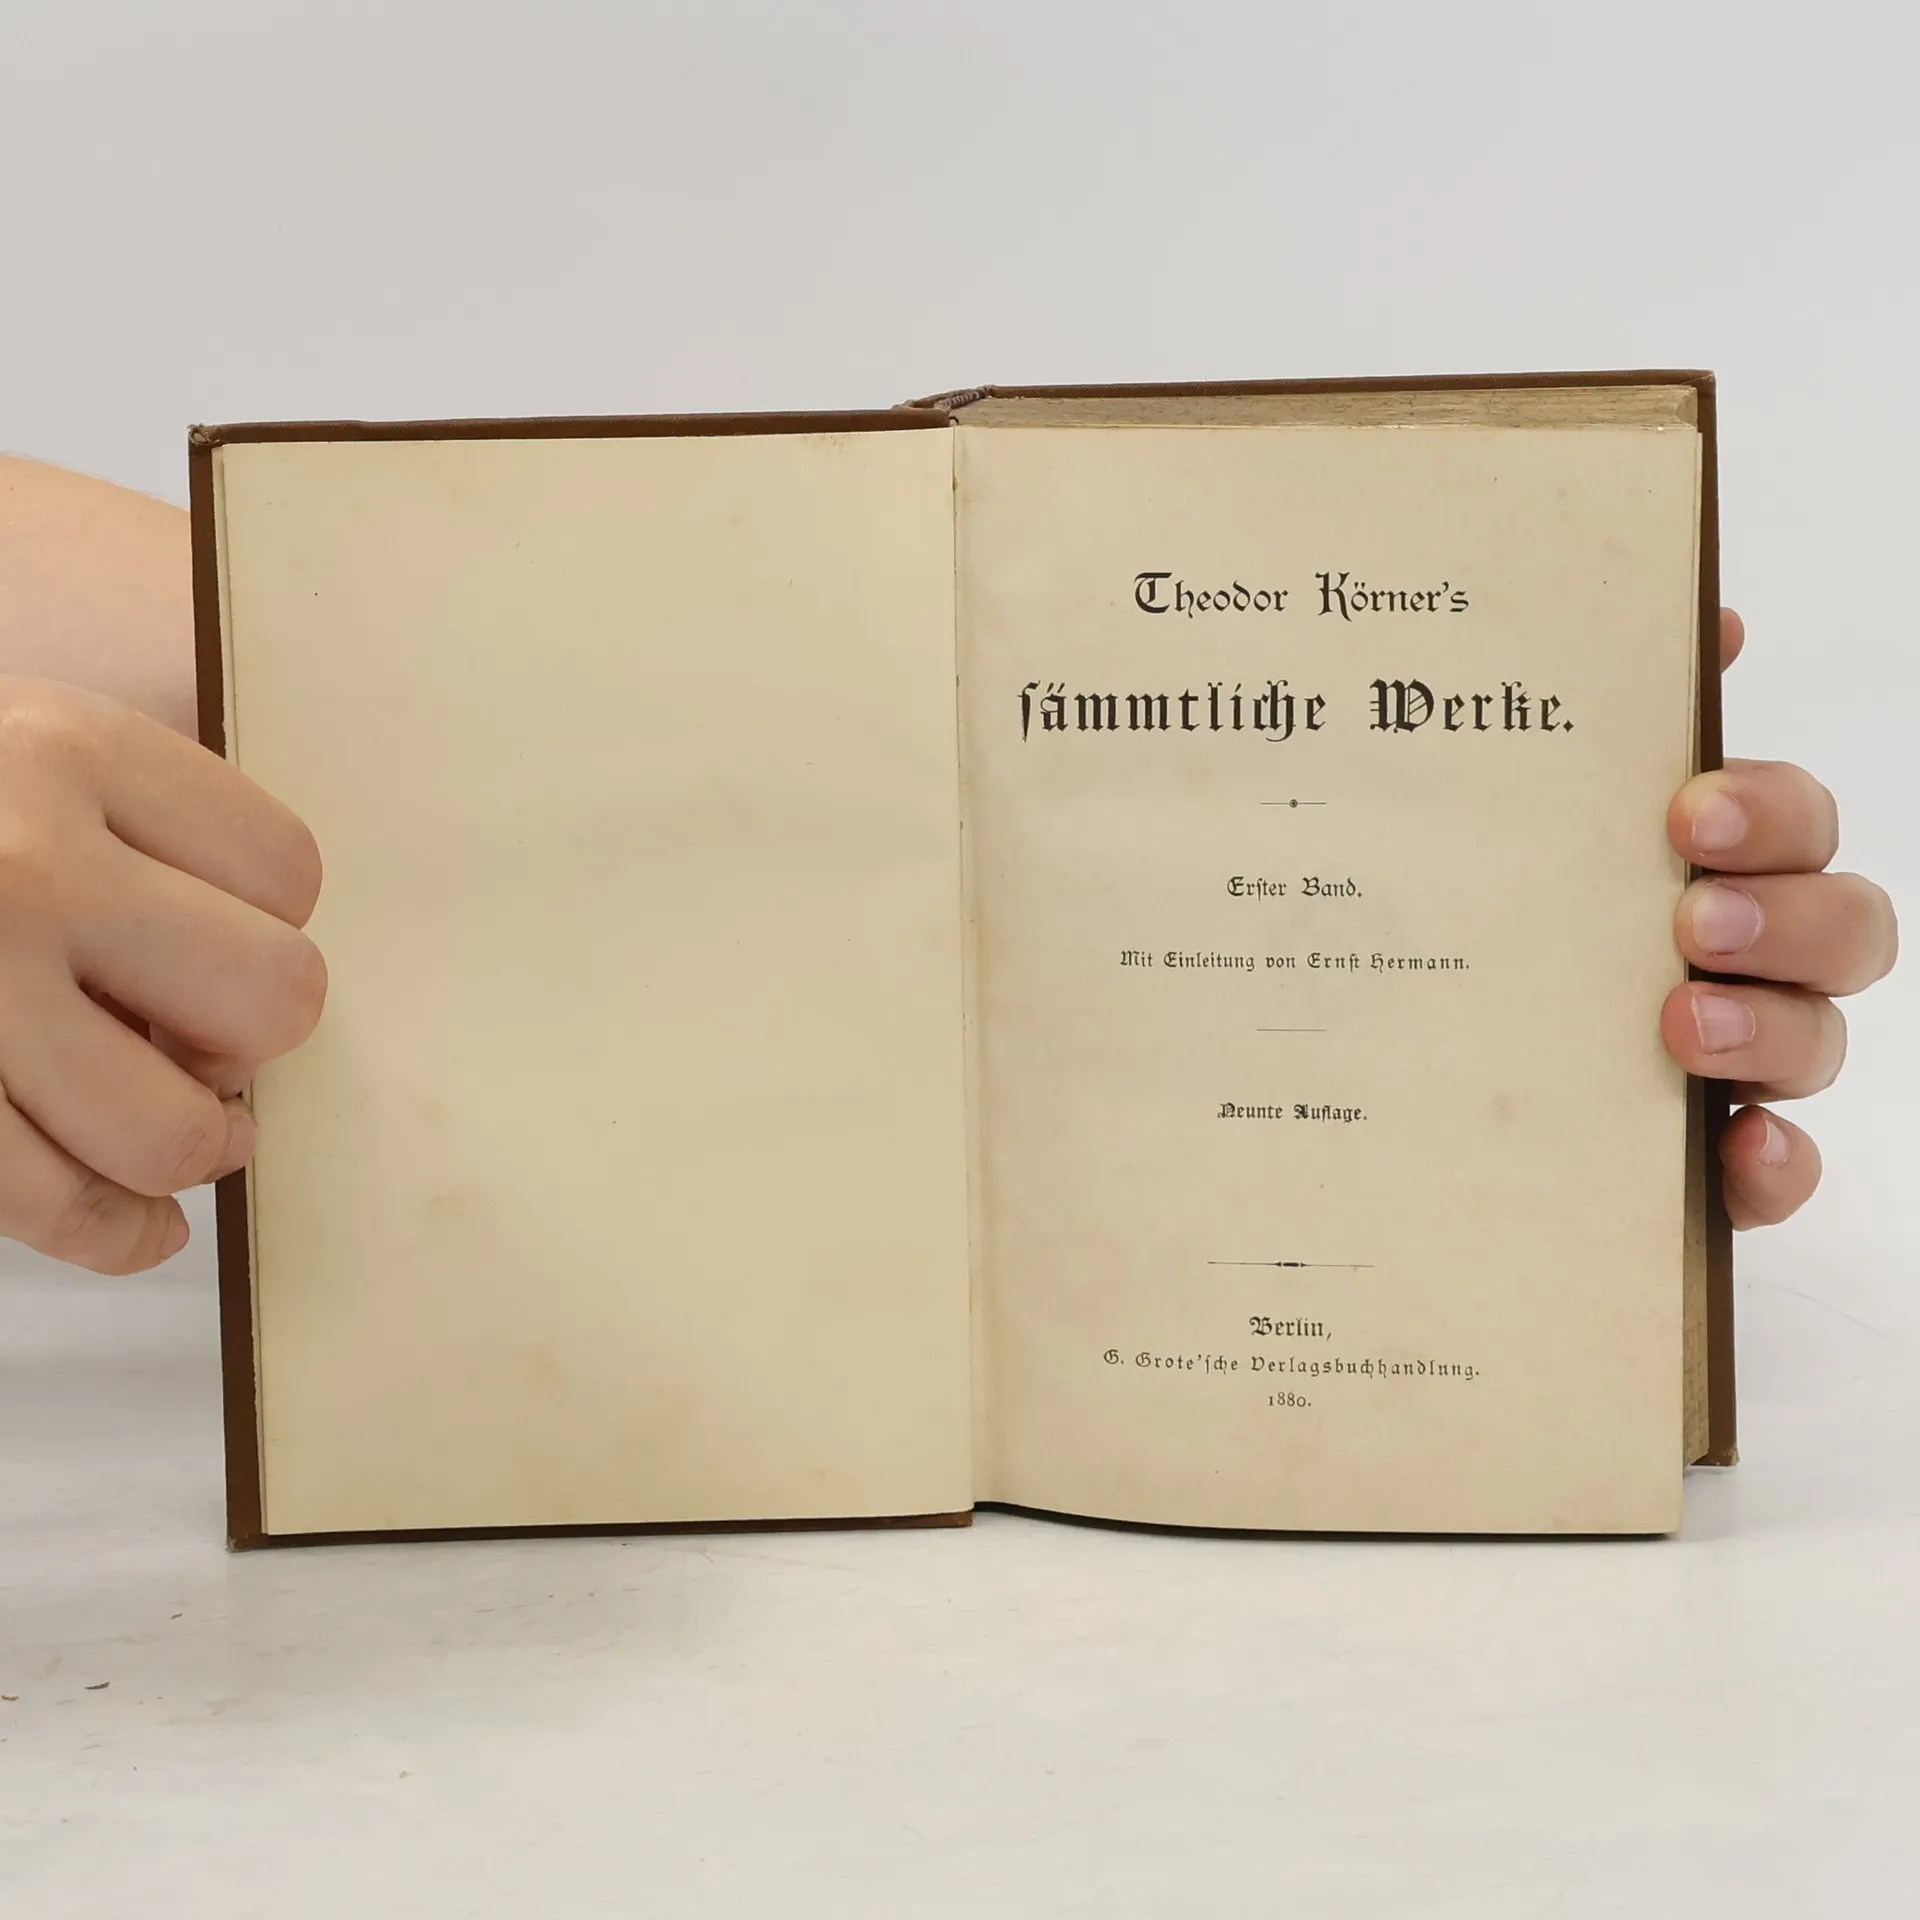 Theodor Körner's
ſämmtliche Werke.
Erſter Band.
Mit Einleitung von Ernſt Hermann.
Neunte Auflage.
Berlin,
G. Grote'ſche Verlagsbuchhandlung.
1880.